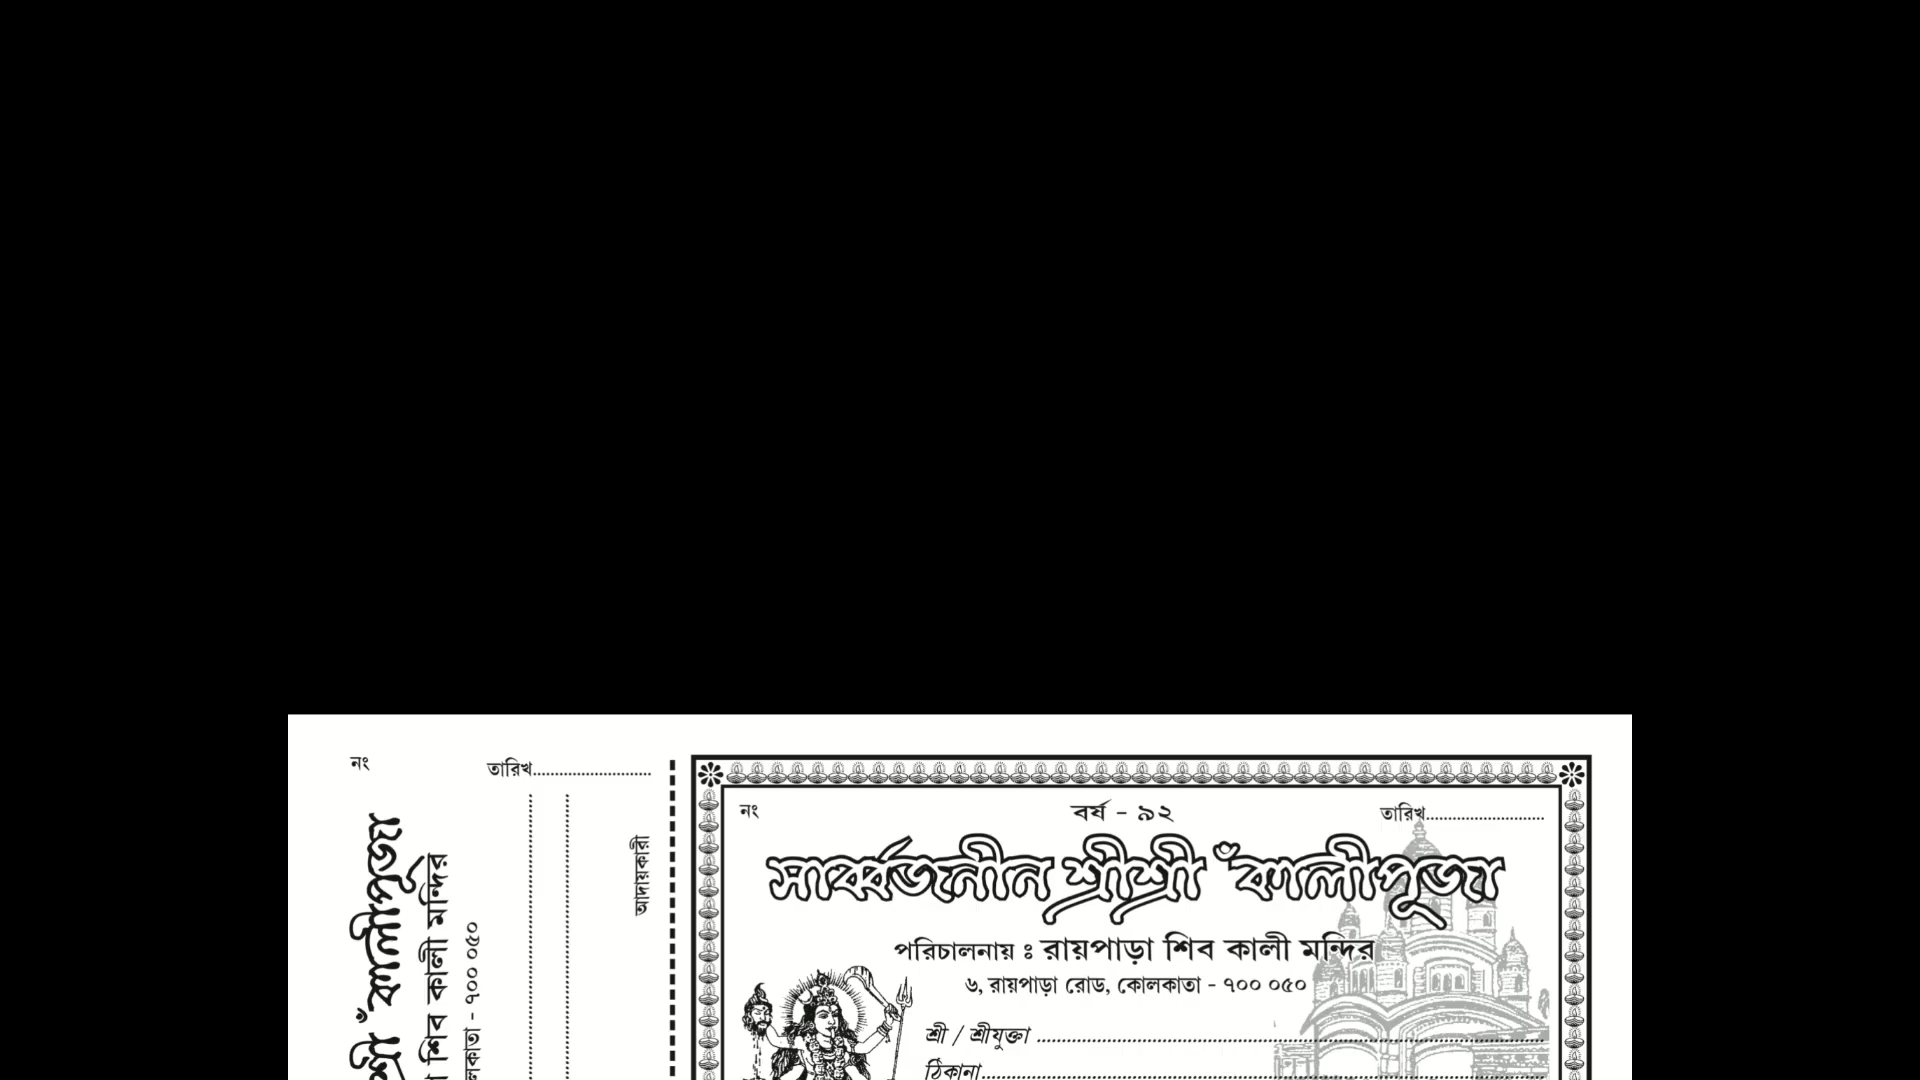 নং
তারিখ
শ্রী ঁকালীপূজা
শিব কালী মন্দির
- ৭০০ ০৫০
আদায়কারী
নং
বর্ষ - ৯২
তারিখ
সার্ব্বজনীন শ্রীশ্রী ঁকালীপূজা
পরিচালনায় ঃ রায়পাড়া শিব কালী মন্দির
৬, রায়পাড়া রোড, কোলকাতা - ৭০০ ০৫০
শ্রী / শ্রীযুক্তা
ঠিকানা